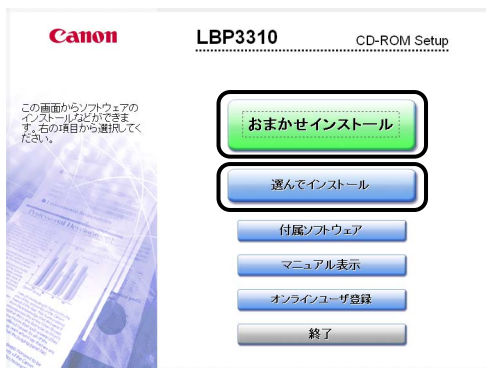 Canon
LBP3310
CD-ROM Setup
この画面からソフトウェアの
インストールなどができま
す。右の項目から選択してく
ださい。
おまかせインストール
選んでインストール
付属ソフトウェア
マニュアル表示
オンラインユーザ登録
終了